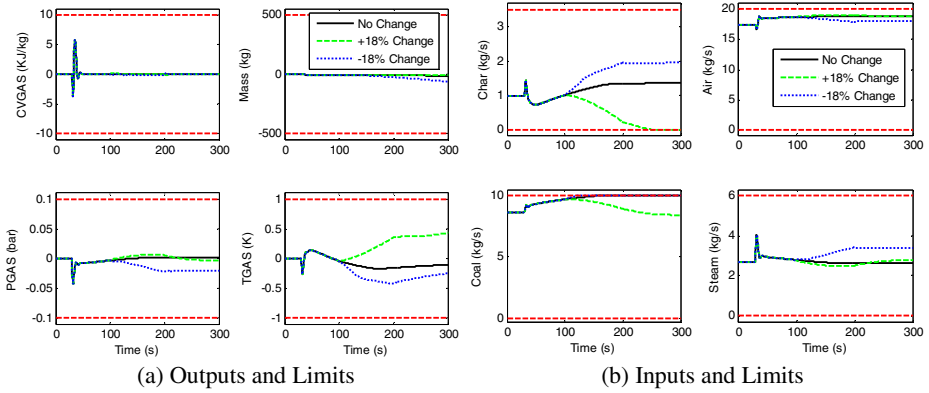 CVGAS (KJ/kg)
10
5
0
-5
-10
0 100 200 300
Mass (kg)
500
0
-500
0 100 200 300
No Change
+18% Change
-18% Change
PGAS (bar)
0.1
0.05
0
-0.05
-0.1
0 100 200 300
Time (s)
TGAS (K)
1
0.5
0
-0.5
-1
0 100 200 300
Time (s)
(a) Outputs and Limits
Char (kg/s)
3
2
1
0
0 100 200 300
Air (kg/s)
20
15
10
5
0
0 100 200 300
No Change
+18% Change
-18% Change
Coal (kg/s)
10
5
0
0 100 200 300
Time (s)
Steam (kg/s)
6
4
2
0
0 100 200 300
Time (s)
(b) Inputs and Limits